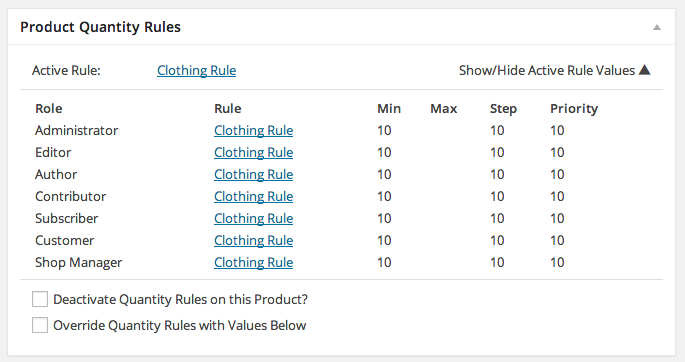 Product Quantity Rules
Active Rule: Clothing Rule Show/Hide Active Rule Values ▲
Role Rule Min Max Step Priority
Administrator Clothing Rule 10 10 10
Editor Clothing Rule 10 10 10
Author Clothing Rule 10 10 10
Contributor Clothing Rule 10 10 10
Subscriber Clothing Rule 10 10 10
Customer Clothing Rule 10 10 10
Shop Manager Clothing Rule 10 10 10
Deactivate Quantity Rules on this Product?
Override Quantity Rules with Values Below